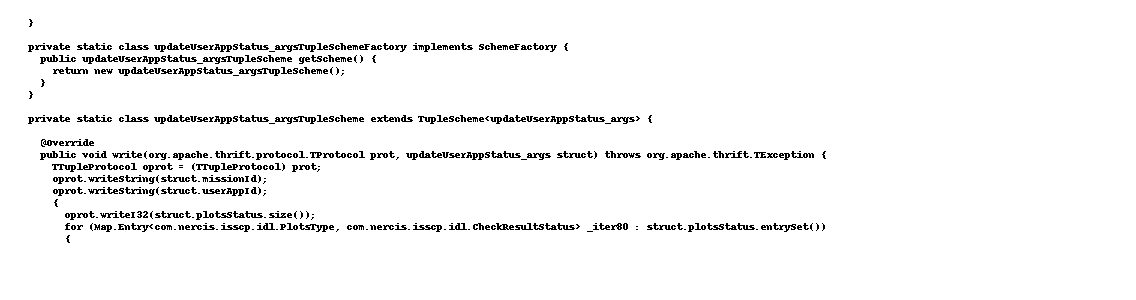 }
private static class updateUserAppStatus_argsTupleSchemeFactory implements SchemeFactory {
public updateUserAppStatus_argsTupleScheme getScheme() {
return new updateUserAppStatus_argsTupleScheme();
}
}
private static class updateUserAppStatus_argsTupleScheme extends TupleScheme<updateUserAppStatus_args> {
@Override
public void write(org.apache.thrift.protocol.TProtocol prot, updateUserAppStatus_args struct) throws org.apache.thrift.TException {
TTupleProtocol oprot = (TTupleProtocol) prot;
oprot.writeString(struct.missionId);
oprot.writeString(struct.userAppId);
{
oprot.writeI32(struct.plotsStatus.size());
for (Map.Entry<com.nercis.isscp.idl.PlotsType, com.nercis.isscp.idl.CheckResultStatus> _iter80 : struct.plotsStatus.entrySet())
{